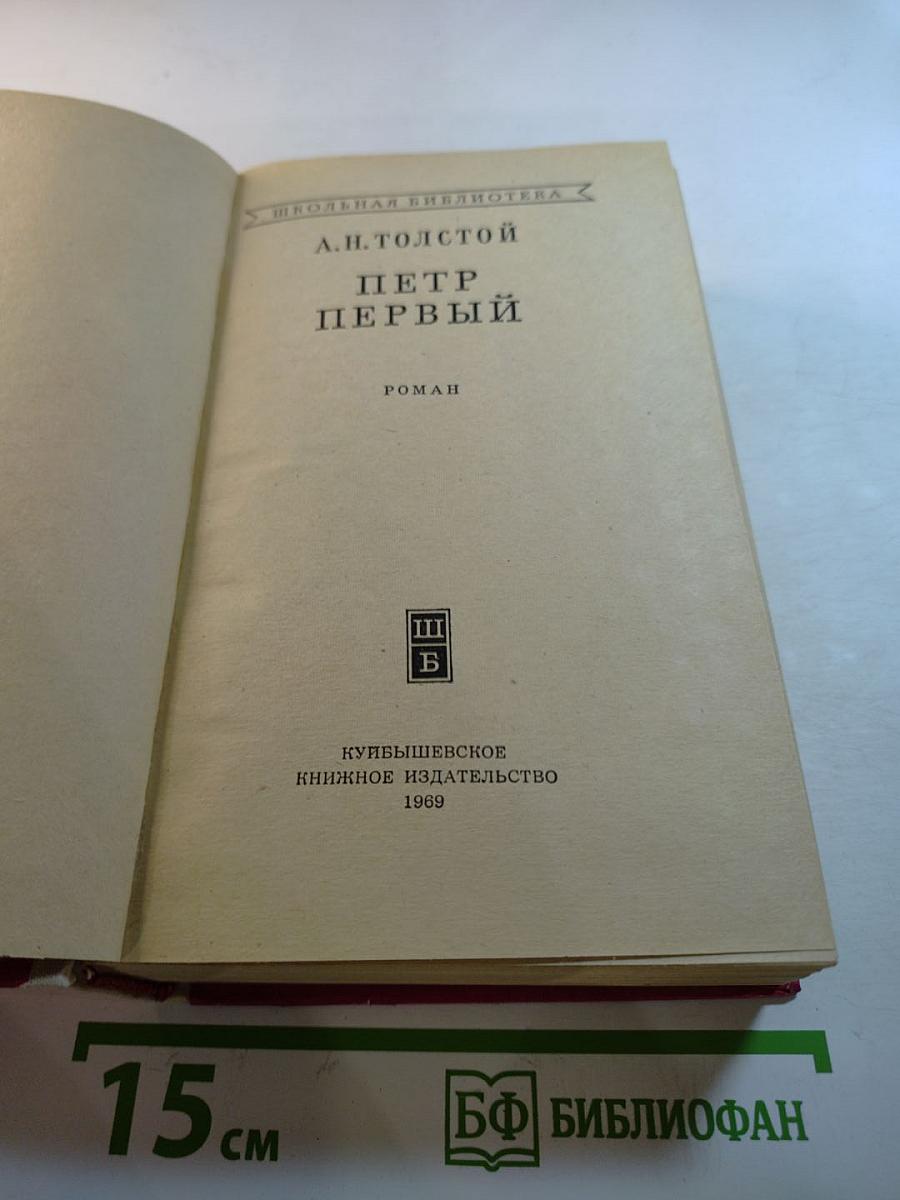 ШКОЛЬНАЯ БИБЛИОТЕКА
А.Н.ТОЛСТОЙ
ПЕТР
ПЕРВЫЙ
РОМАН
Ш
Б
КУЙБЫШЕВСКОЕ
КНИЖНОЕ ИЗДАТЕЛЬСТВО
1969
15 см
БФ БИБЛИОФАН